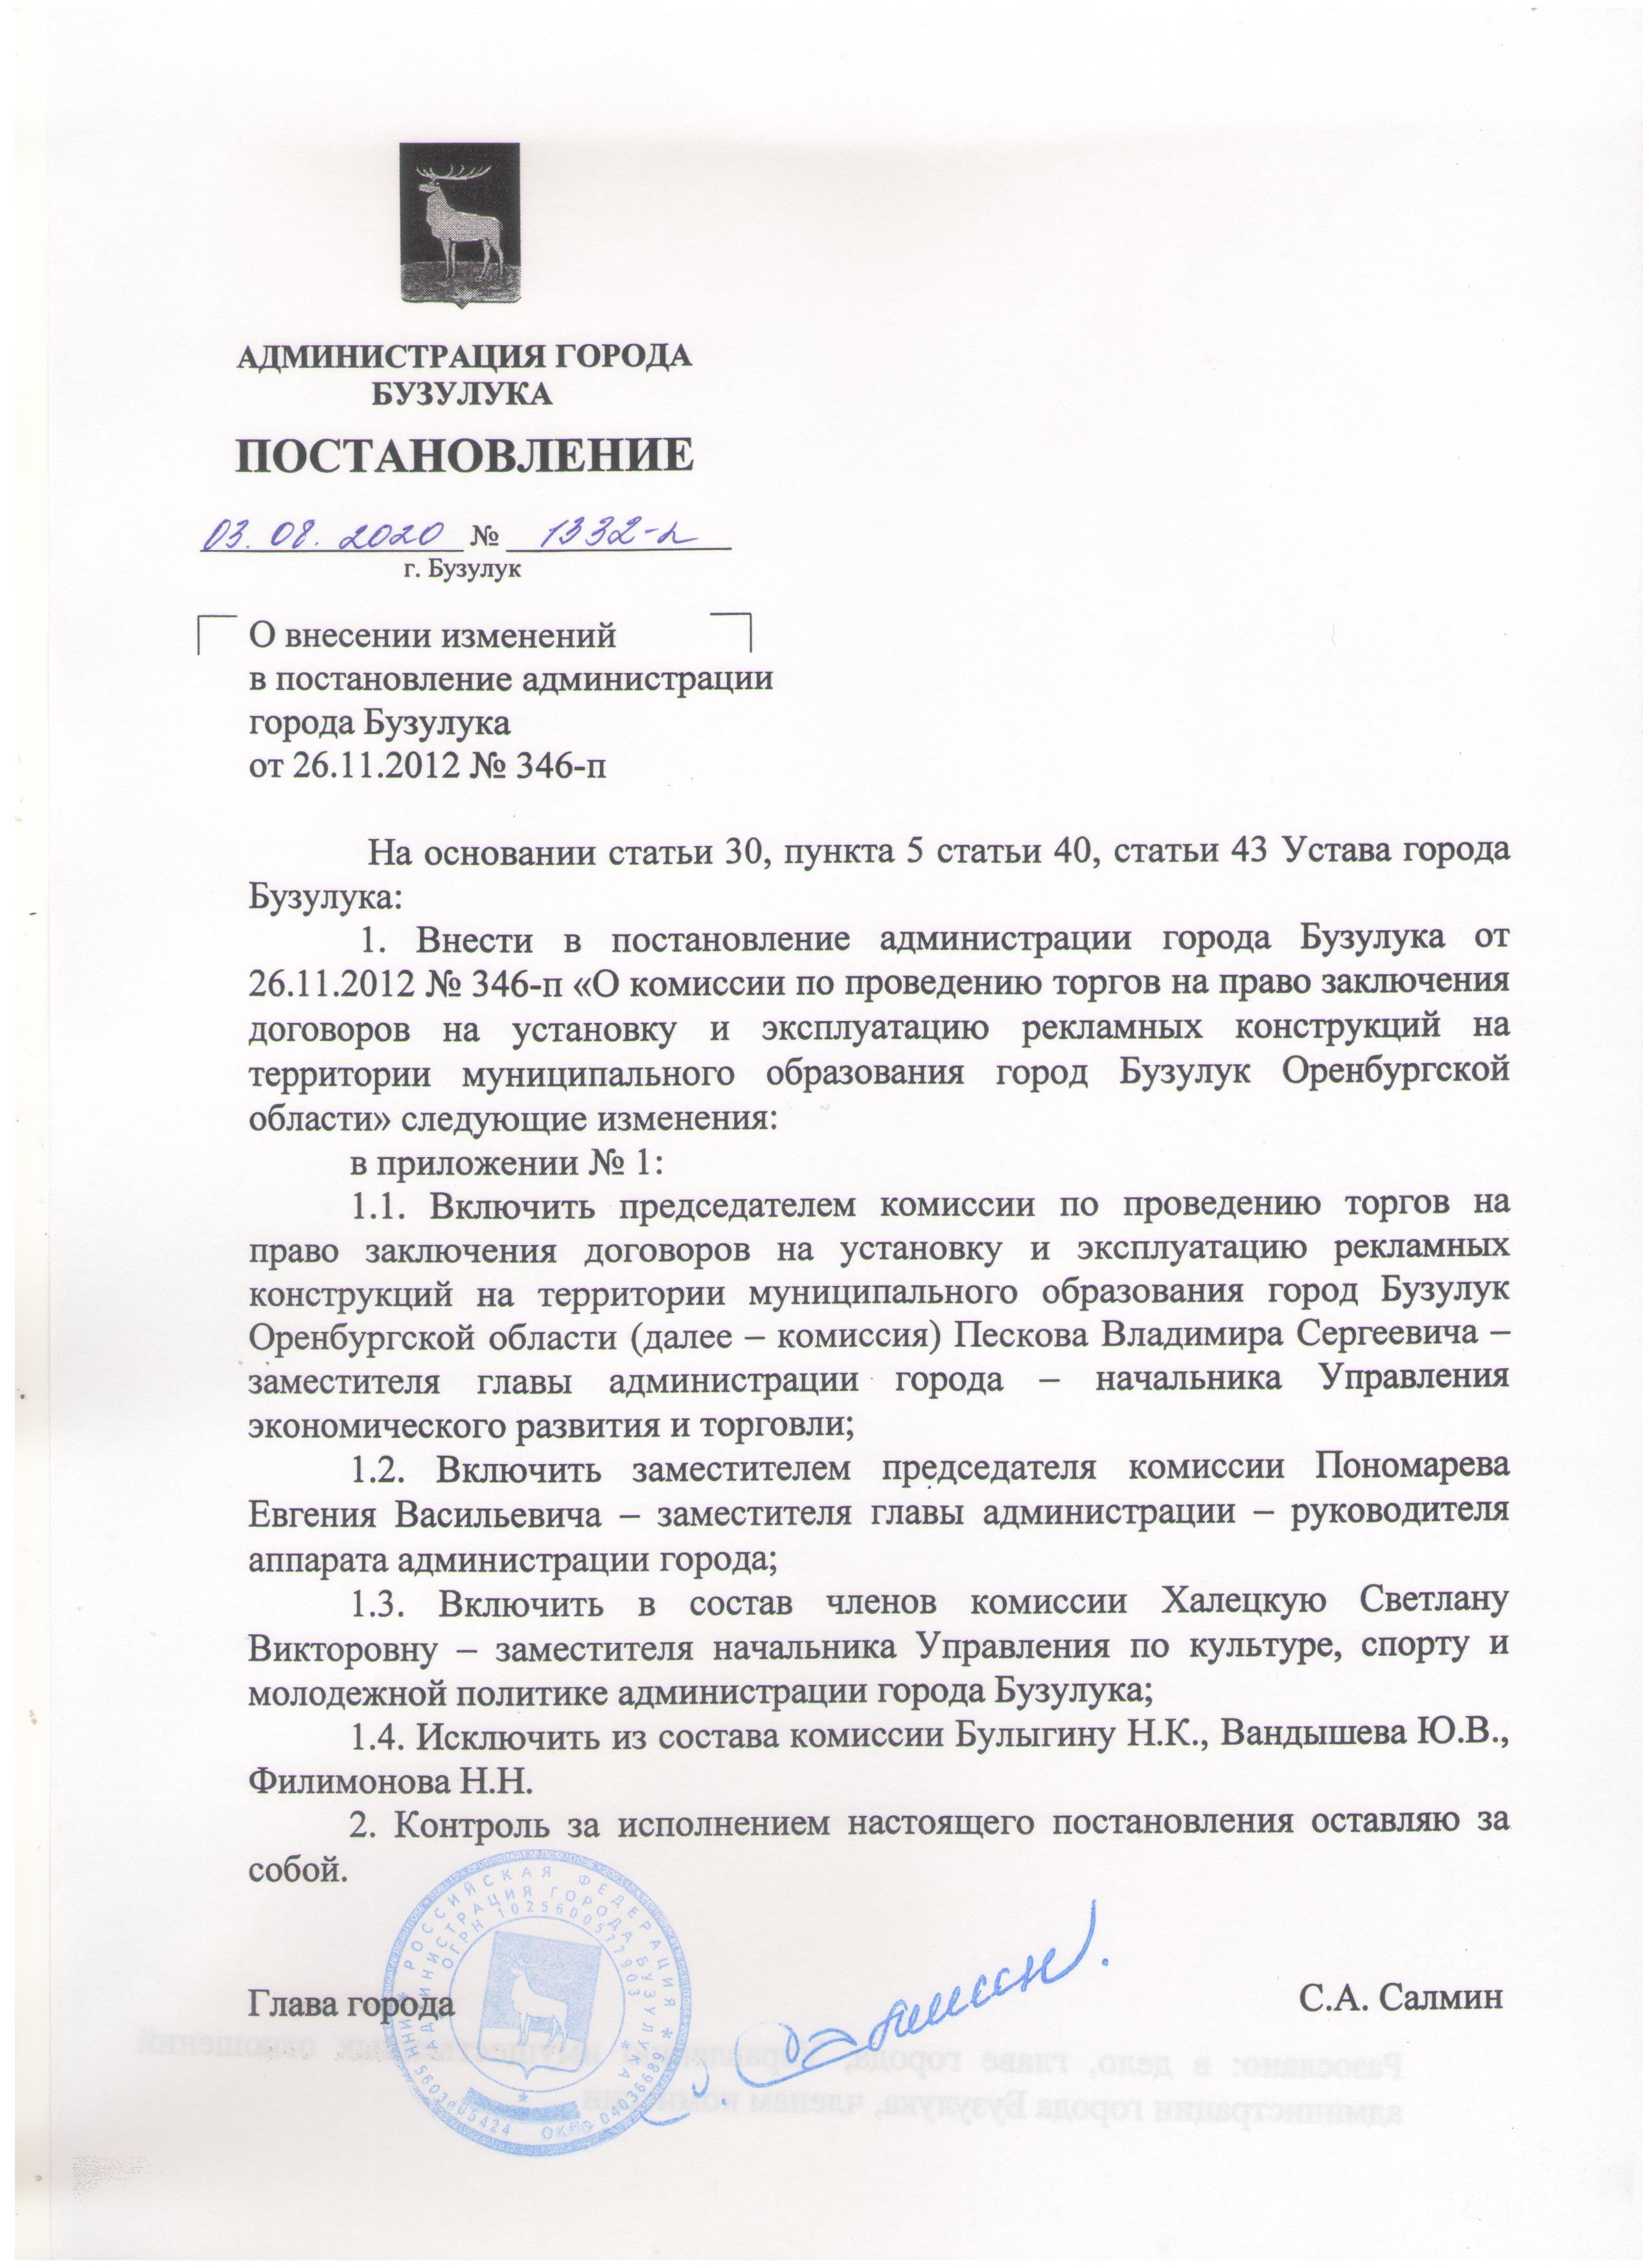 АДМИНИСТРАЦИЯ ГОРОДА
БУЗУЛУКА
ПОСТАНОВЛЕНИЕ
03.08.2020 № 1332-п
г. Бузулук
О внесении изменений
в постановление администрации
города Бузулука
от 26.11.2012 № 346-п
На основании статьи 30, пункта 5 статьи 40, статьи 43 Устава города
Бузулука:
1. Внести в постановление администрации города Бузулука от
26.11.2012 № 346-п «О комиссии по проведению торгов на право заключения
договоров на установку и эксплуатацию рекламных конструкций на
территории муниципального образования город Бузулук Оренбургской
области» следующие изменения:
в приложении № 1:
1.1. Включить председателем комиссии по проведению торгов на
право заключения договоров на установку и эксплуатацию рекламных
конструкций на территории муниципального образования город Бузулук
Оренбургской области (далее – комиссия) Пескова Владимира Сергеевича –
заместителя главы администрации города – начальника Управления
экономического развития и торговли;
1.2. Включить заместителем председателя комиссии Пономарева
Евгения Васильевича – заместителя главы администрации – руководителя
аппарата администрации города;
1.3. Включить в состав членов комиссии Халецкую Светлану
Викторовну – заместителя начальника Управления по культуре, спорту и
молодежной политике администрации города Бузулука;
1.4. Исключить из состава комиссии Булыгину Н.К., Вандышева Ю.В.,
Филимонова Н.Н.
2. Контроль за исполнением настоящего постановления оставляю за
собой.
РОССИЙСКАЯ ФЕДЕРАЦИЯ
АДМИНИСТРАЦИЯ ГОРОДА БУЗУЛУКА
ОГРН 1025600577903
Глава города С.А. Салмин